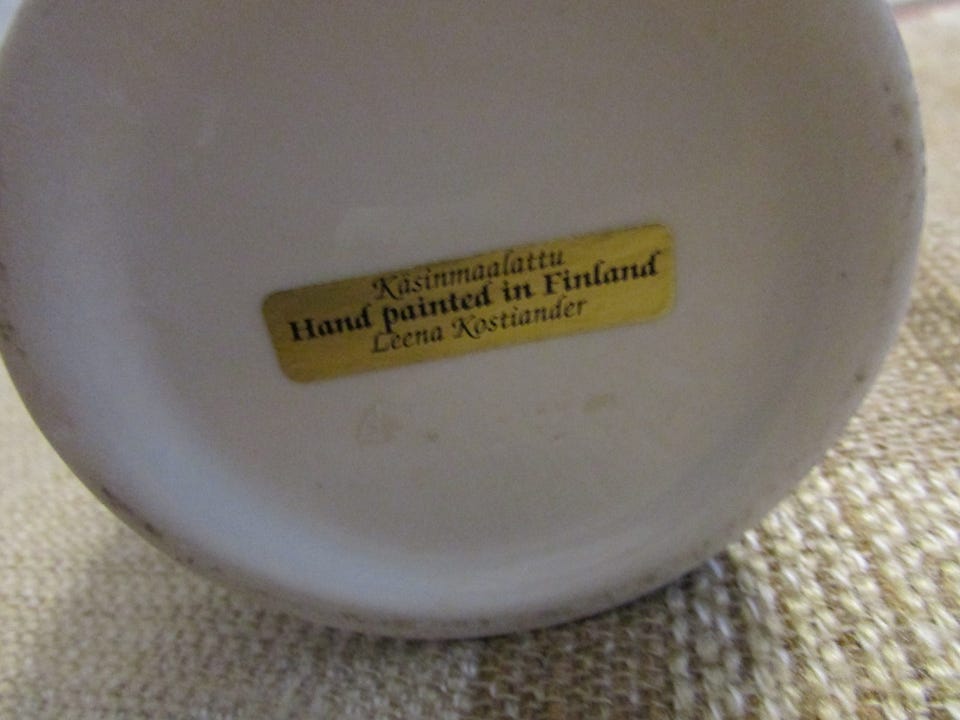 Käsinmaalattu
Hand painted in Finland
Leena Kostiander